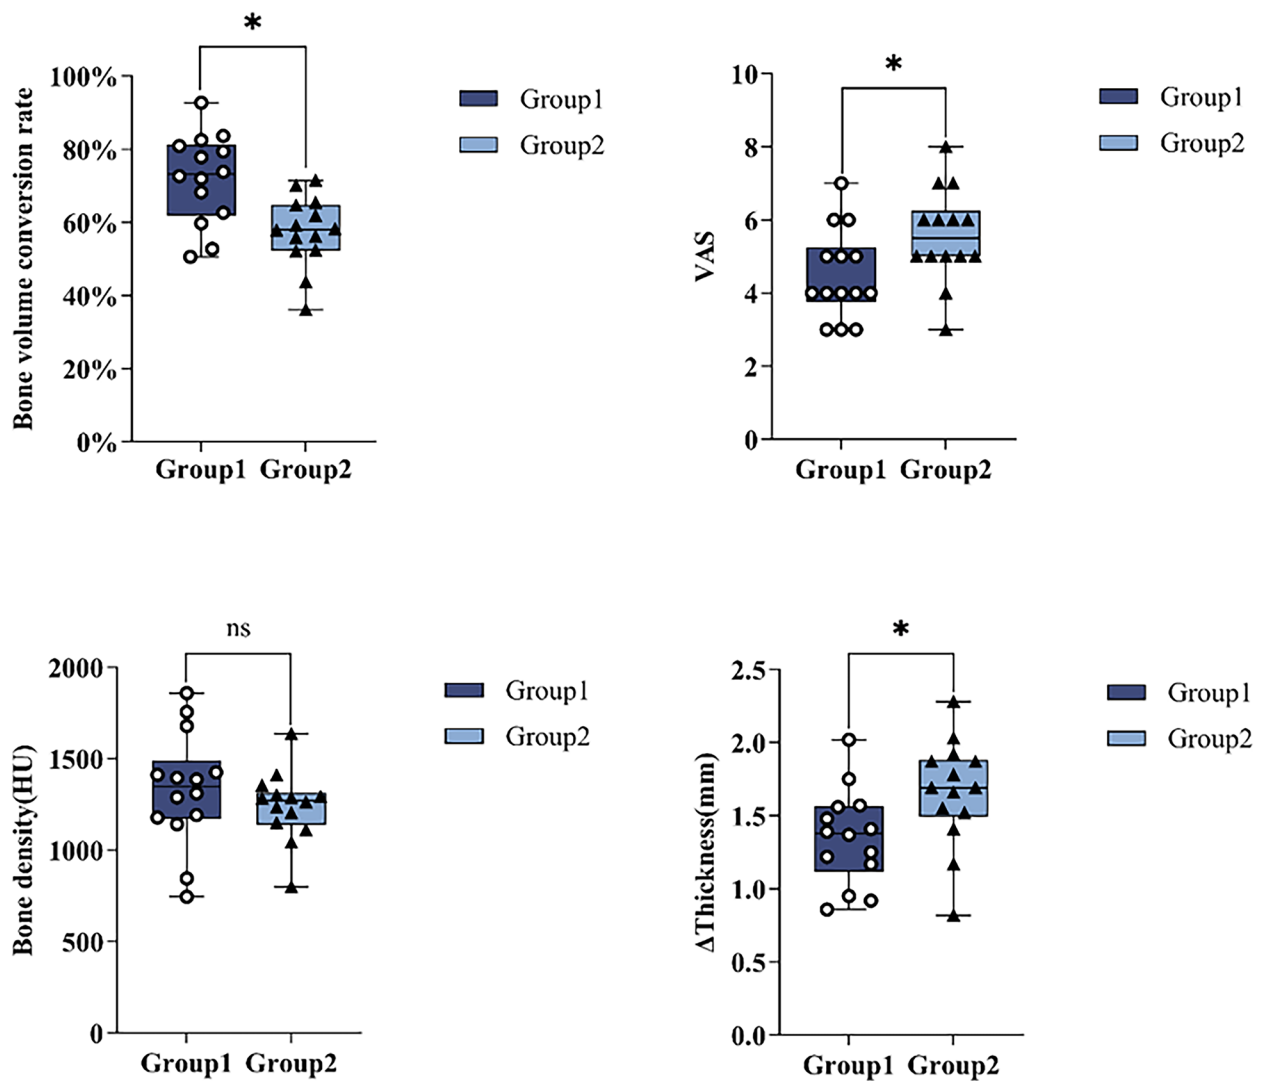 *
100%
80%
60%
40%
20%
0%
Bone volume conversion rate
Group1 Group2
Group1
Group2
*
10
8
6
4
2
0
VAS
Group1 Group2
Group1
Group2
ns
2000
1500
1000
500
0
Bone density(HU)
Group1 Group2
Group1
Group2
*
2.5
2.0
1.5
1.0
0.5
0.0
ΔThickness(mm)
Group1 Group2
Group1
Group2